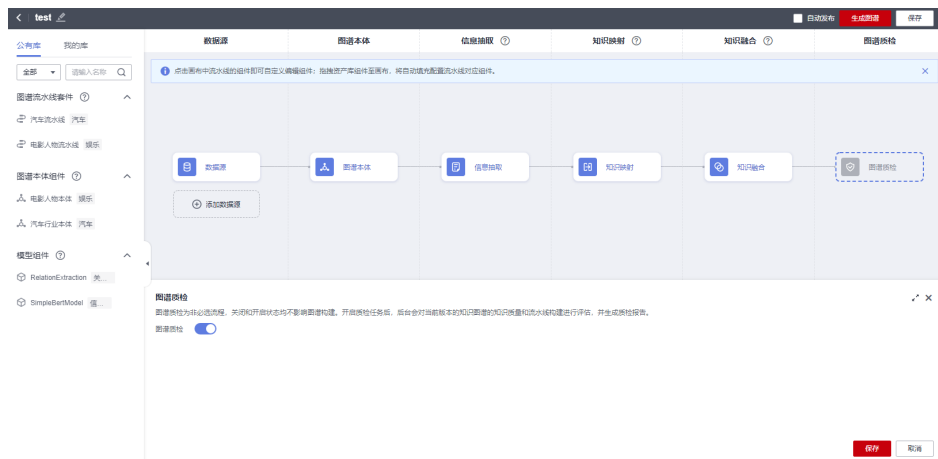 test
自动发布 生成图谱 保存
公有库 我的库
全部 请输入名称
图谱流水线套件
汽车流水线 汽车
电影人物流水线 娱乐
图谱本体组件
电影人物本体 娱乐
汽车行业本体 汽车
模型组件
RelationExtraction 关...
SimpleBertModel 信...
数据源 图谱本体 信息抽取 知识映射 知识融合 图谱质检
点击画布中流水线的组件即可自定义编辑组件；拖拽资产库组件至画布，将自动填充配置流水线对应组件。
数据源 图谱本体 信息抽取 知识映射 知识融合 图谱质检
添加数据源
图谱质检
图谱质检为非必选流程，关闭和开启状态均不影响图谱构建。开启质检任务后，后台会对当前版本的知识图谱的知识质量和流水线构建进行评估，并生成质检报告。
图谱质检
保存 取消